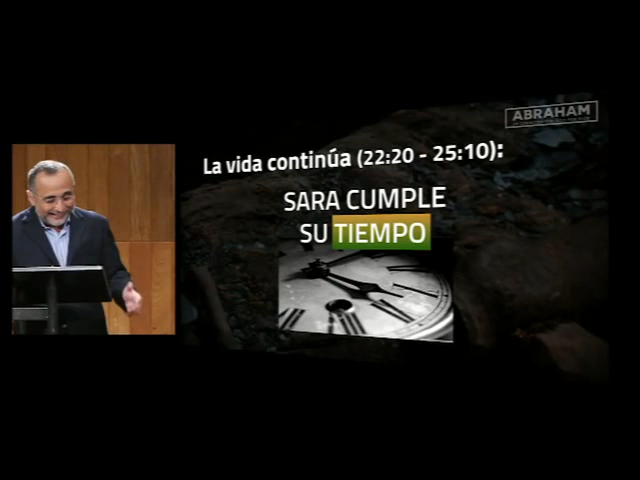 ABRAHAM
La vida continúa (22:20 - 25:10):
SARA CUMPLE
SU TIEMPO